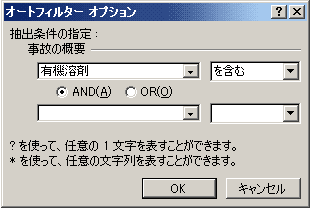 オートフィルター オプション
抽出条件の指定：
事故の概要
有機溶剤 を含む
AND(A) OR(O)
? を使って、任意の 1 文字を表すことができます。
* を使って、任意の文字列を表すことができます。
OK キャンセル